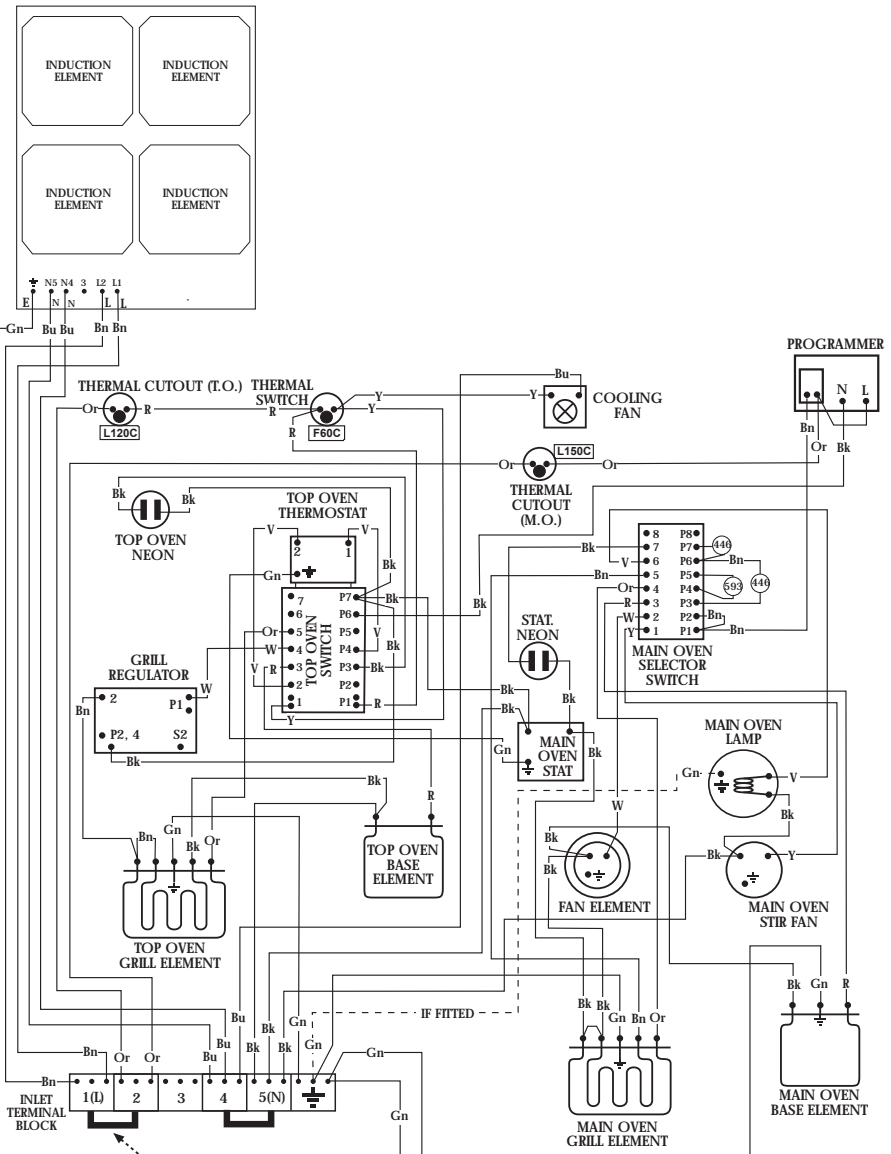 INDUCTION
ELEMENT
INDUCTION
ELEMENT
INDUCTION
ELEMENT
INDUCTION
ELEMENT
N5 N4 3 L2 L1
E N N L L
Gn Bu Bu Bn Bn
PROGRAMMER
N L
Bn Or Bk
THERMAL CUTOUT (T.O.)
Or R
L120C
THERMAL
SWITCH
R Y
Y
R
F60C
Bu
Y
COOLING
FAN
L150C
Or Or
THERMAL
CUTOUT
(M.O.)
Bk Bk
TOP OVEN
NEON
TOP OVEN
THERMOSTAT
V V
2 1
Gn
Bk
7 P7 Bk
6 P6
Or 5 P5 V
W 4 P4 Bk
R 3 P3 Bk
V 2 P2
1 P1 R
Y
TOP OVEN
SWITCH
Bk
8 P8
Bk 7 P7 446
V 6 P6 Bn
Bn 5 P5
Or 4 P4 593 446
R 3 P3
W 2 P2 Bn
Y 1 P1 Bn
MAIN OVEN
SELECTOR
SWITCH
STAT.
NEON
Bk
Bk
Bk
GRILL
REGULATOR
W
Bn
2 P1
P2, 4 S2
Bk
MAIN
OVEN
STAT
Gn
Bk
MAIN OVEN
LAMP
Gn V
Bk
W
Bk
Bk
FAN ELEMENT
Bk Y
MAIN OVEN
STIR FAN
Bk
R
TOP OVEN
BASE
ELEMENT
Bn Gn Bk Or
Bn
TOP OVEN
GRILL ELEMENT
IF FITTED
Bk Gn R
MAIN OVEN
BASE ELEMENT
Bk Bk Gn Bn Or
MAIN OVEN
GRILL ELEMENT
Bn Or Or Bu Bu Bu Bk Bk Bk Gn Gn
Gn
Bn
INLET
TERMINAL
BLOCK
1(L) 2 3 4 5(N)
Gn